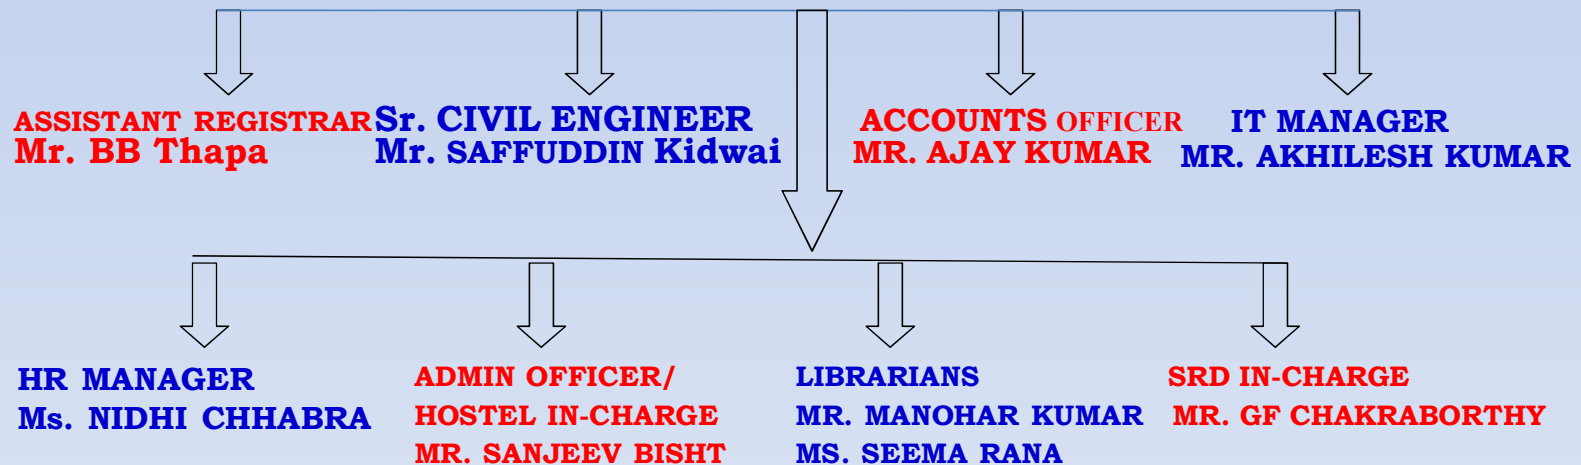 ASSISTANT REGISTRAR
Mr. BB Thapa
Sr. CIVIL ENGINEER
Mr. SAFFUDDIN Kidwai
ACCOUNTS OFFICER
MR. AJAY KUMAR
IT MANAGER
MR. AKHILESH KUMAR
HR MANAGER
Ms. NIDHI CHHABRA
ADMIN OFFICER/
HOSTEL IN-CHARGE
MR. SANJEEV BISHT
LIBRARIANS
MR. MANOHAR KUMAR
MS. SEEMA RANA
SRD IN-CHARGE
MR. GF CHAKRABORTHY